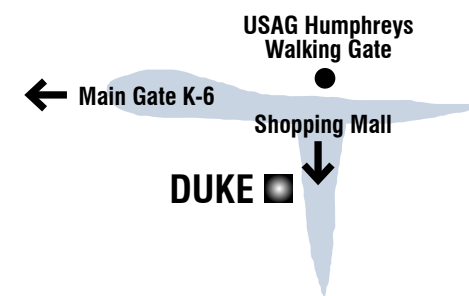 USAG Humphreys
Walking Gate
Main Gate K-6
Shopping Mall
DUKE